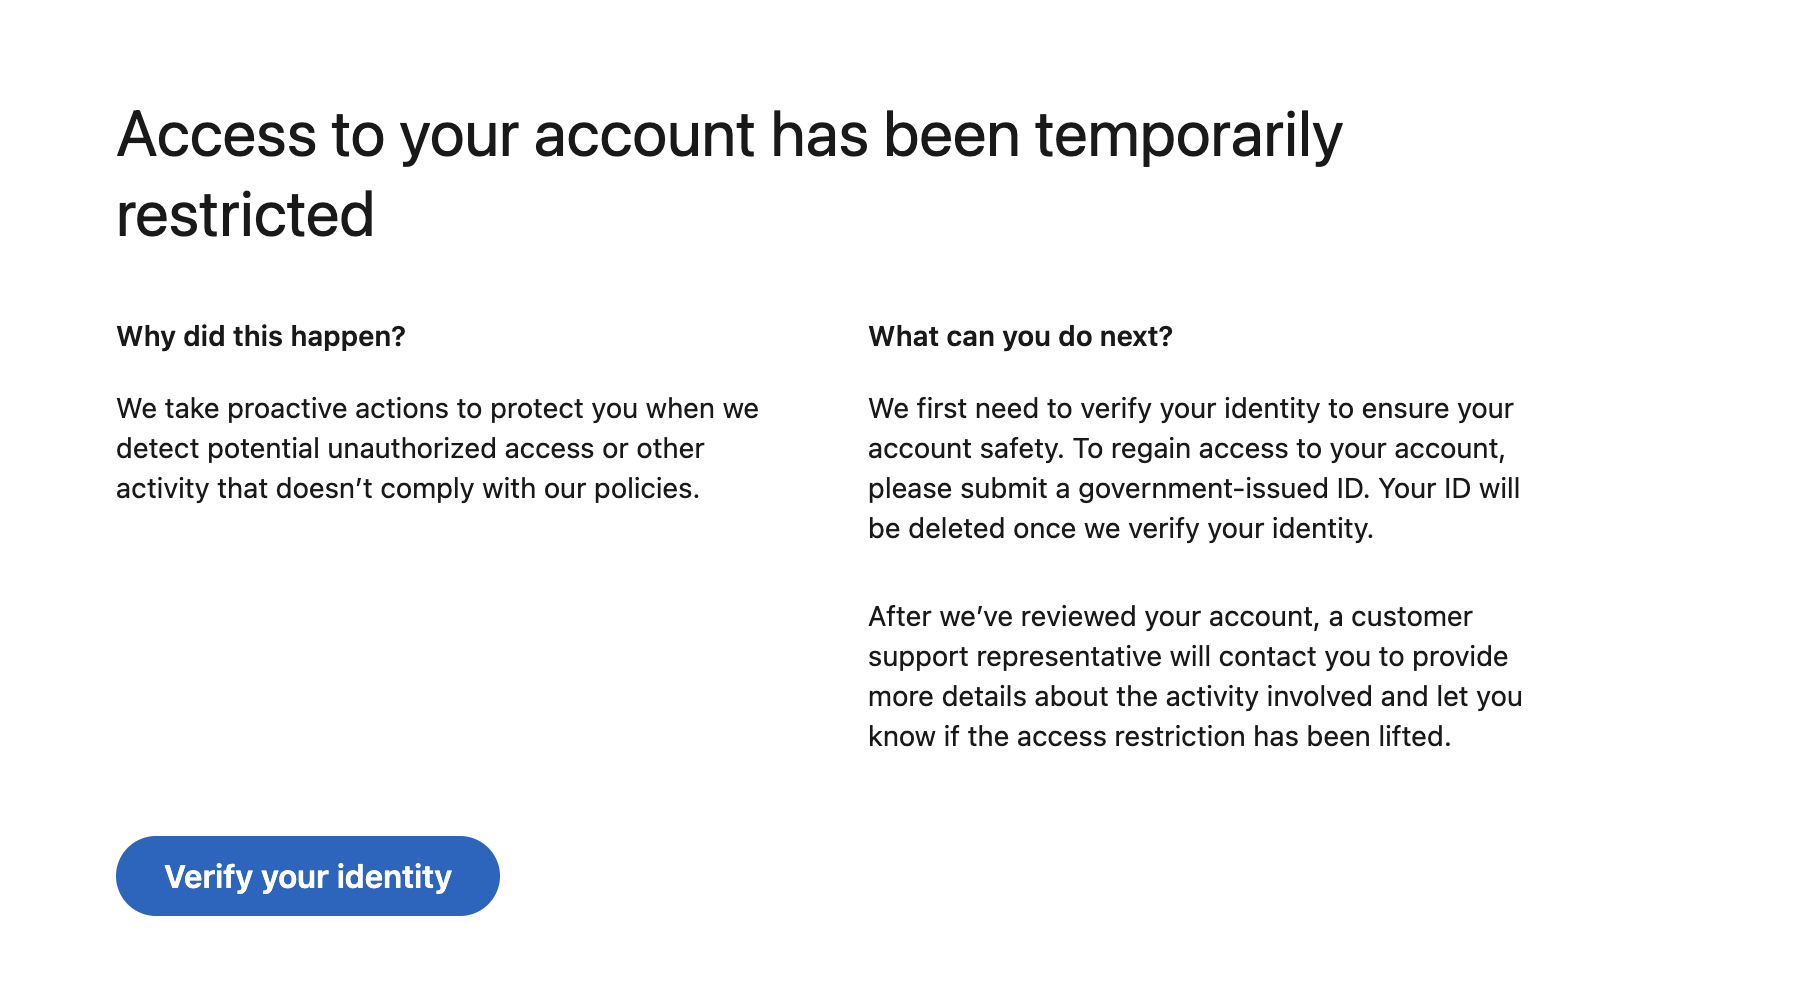 Access to your account has been temporarily
restricted
Why did this happen?
We take proactive actions to protect you when we
detect potential unauthorized access or other
activity that doesn’t comply with our policies.
What can you do next?
We first need to verify your identity to ensure your
account safety. To regain access to your account,
please submit a government-issued ID. Your ID will
be deleted once we verify your identity.
After we’ve reviewed your account, a customer
support representative will contact you to provide
more details about the activity involved and let you
know if the access restriction has been lifted.
Verify your identity